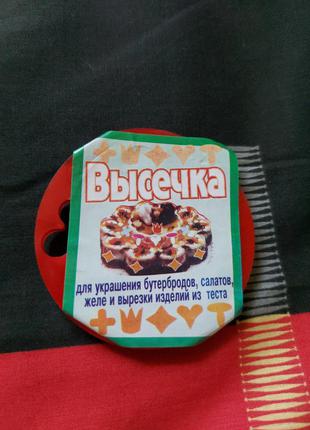 Высечка
для украшения бутербродов, салатов,
желе и вырезки изделий из теста